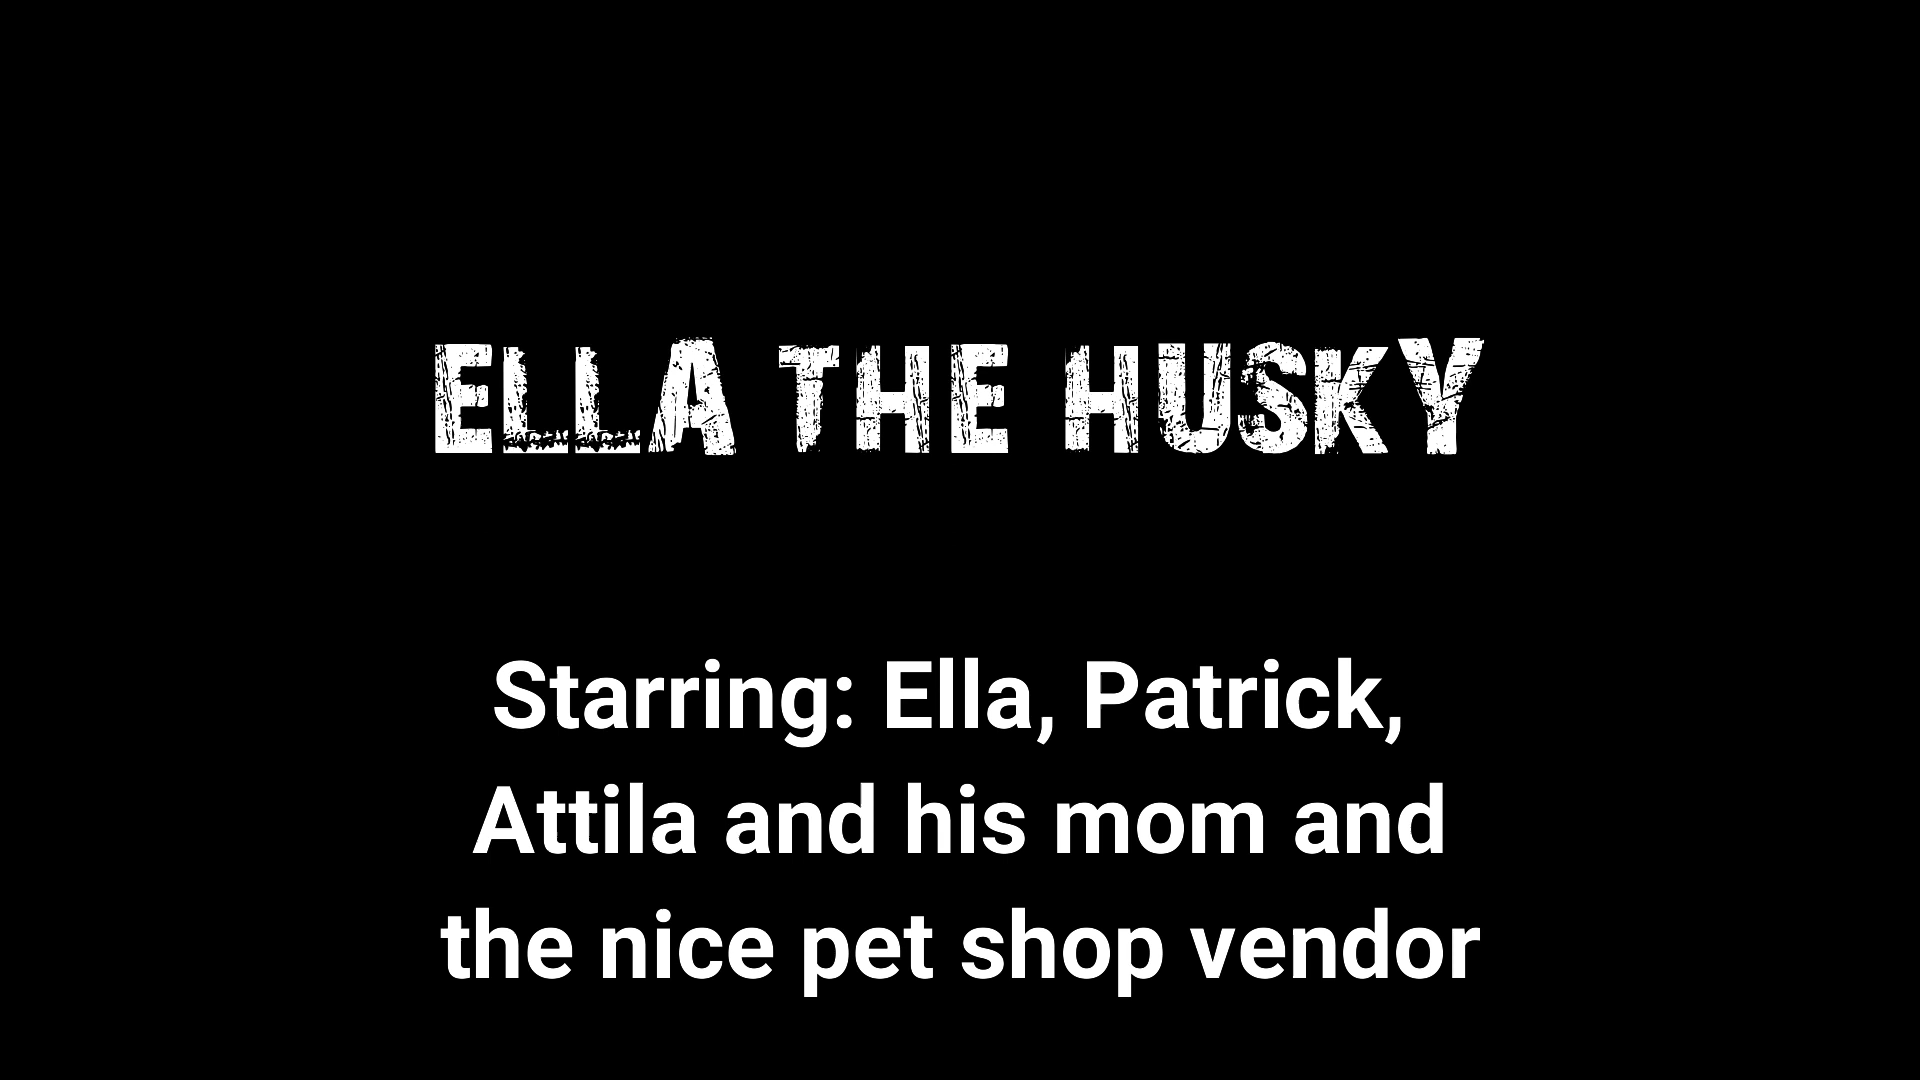 ELLA THE HUSKY
Starring: Ella, Patrick,
Attila and his mom and
the nice pet shop vendor